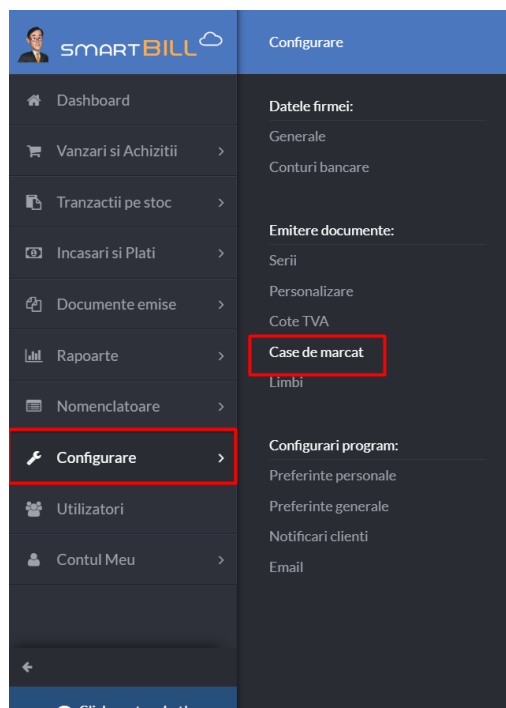 SMARTBILL
Dashboard
Vanzari si Achizitii
Tranzactii pe stoc
Incasari si Plati
Documente emise
Rapoarte
Nomenclatoare
Configurare
Utilizatori
Contul Meu
Configurare
Datele firmei:
Generale
Conturi bancare
Emitere documente:
Serii
Personalizare
Cote TVA
Case de marcat
Limbi
Configurari program:
Preferinte personale
Preferinte generale
Notificari clienti
Email